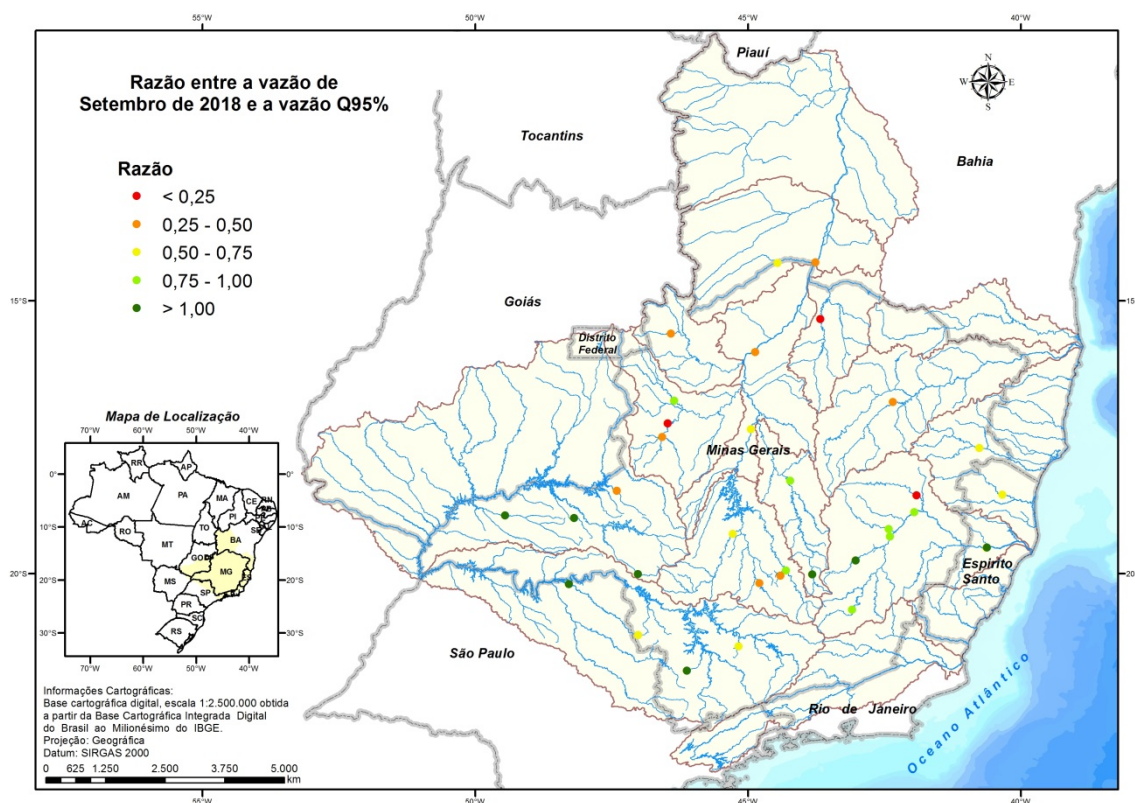 55°W
50°W
45°W
40°W
Razão entre a vazão de
Setembro de 2018 e a vazão Q95%
Razão
< 0,25
0,25 - 0,50
0,50 - 0,75
0,75 - 1,00
> 1,00
Piauí
N
W
E
S
Tocantins
Bahia
15°S
15°S
Goiás
Distrito
Federal
Minas Gerais
20°S
20°S
Espírito
Santo
São Paulo
Rio de Janeiro
Oceano Atlântico
Mapa de Localização
70°W
60°W
50°W
40°W
0°
10°S
20°S
30°S
0°
10°S
20°S
30°S
RR
AP
AM
PA
MA
CE
RN
PB
PI
AC
RO
TO
SE
MT
BA
GO
MG
MS
SP
PR
SC
RS
70°W
60°W
50°W
40°W
Informações Cartográficas:
Base cartográfica digital, escala 1:2.500.000 obtida
a partir da Base Cartográfica Integrada Digital
do Brasil ao Milionésimo do IBGE.
Projeção: Geográfica
Datum: SIRGAS 2000
0 625 1.250 2.500 3.750 5.000
km
55°W
50°W
45°W
40°W